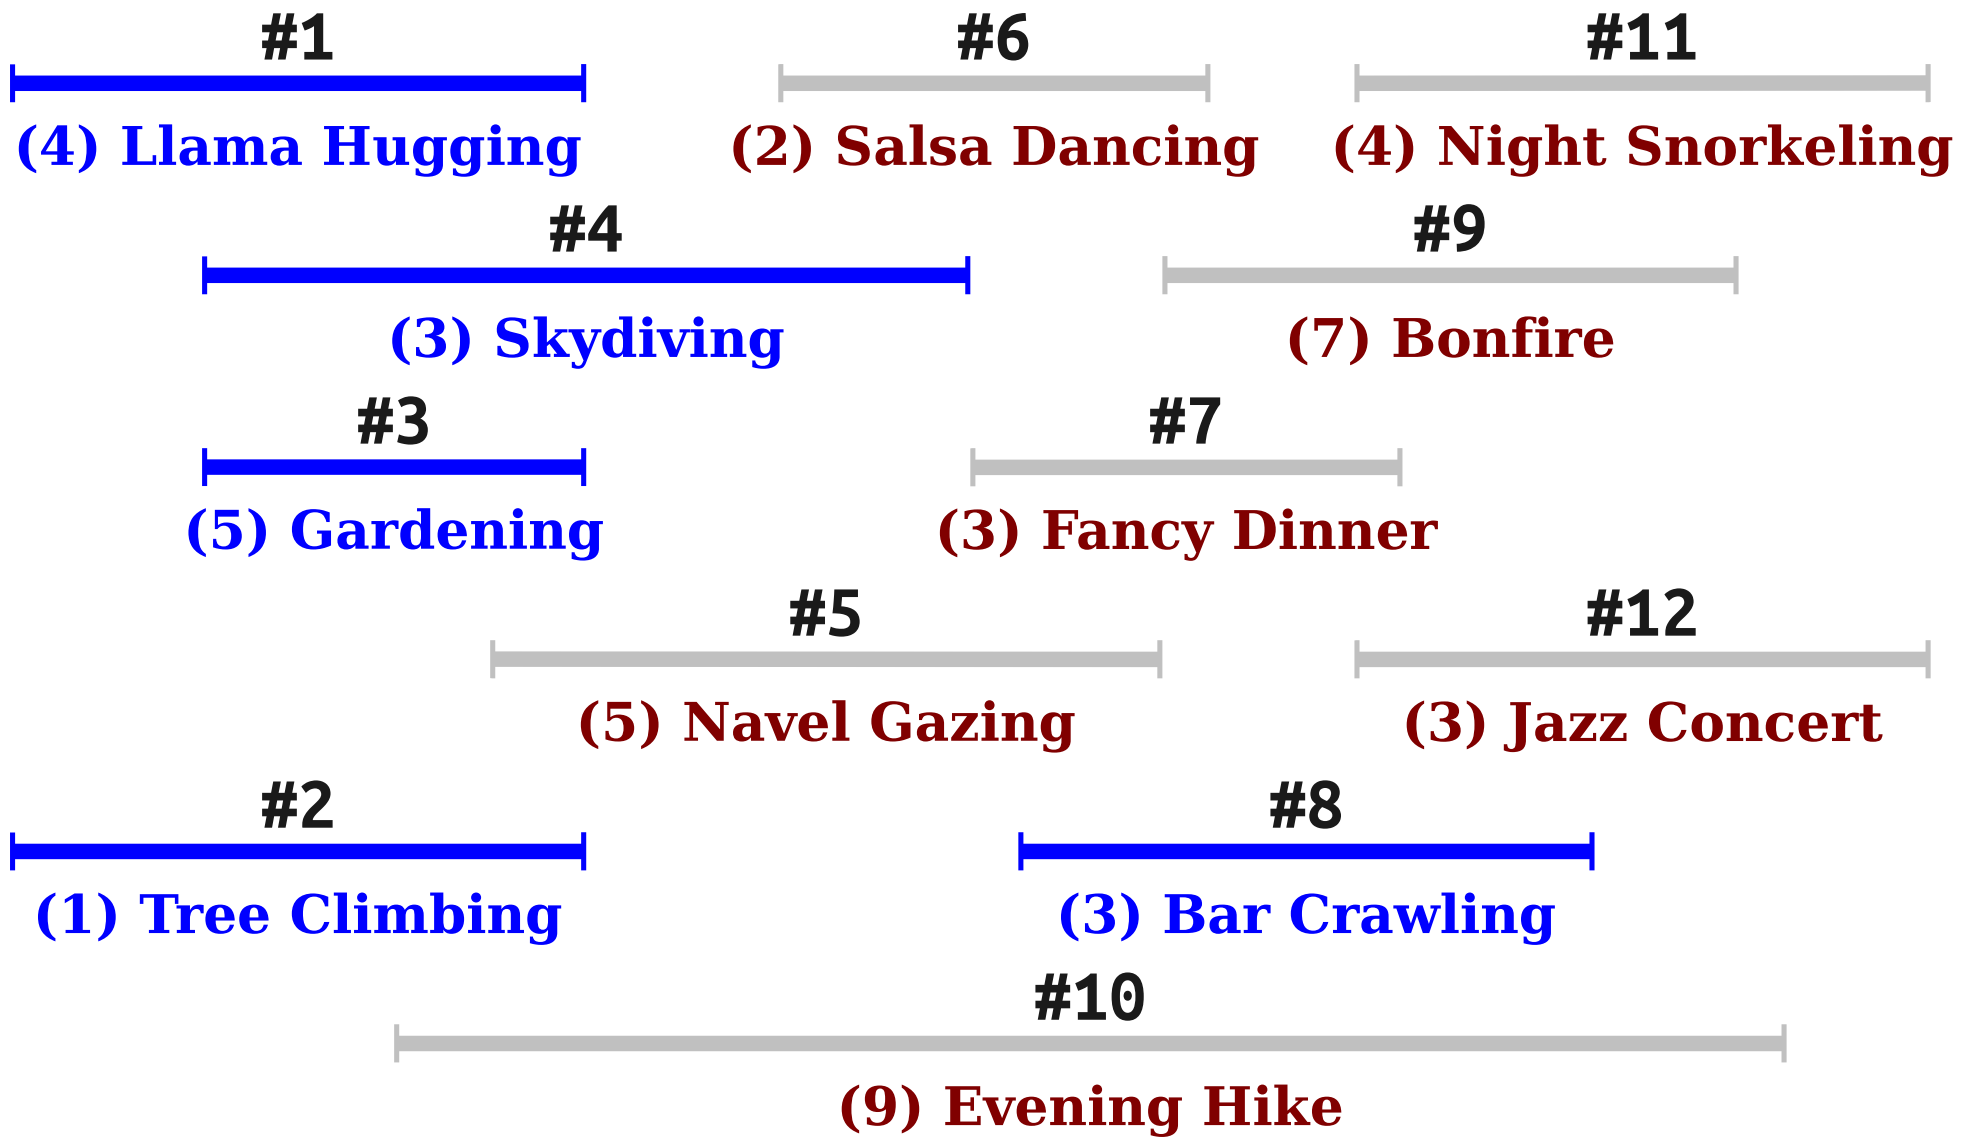 #1
(4) Llama Hugging
#6
(2) Salsa Dancing
#11
(4) Night Snorkeling
#4
(3) Skydiving
#9
(7) Bonfire
#3
(5) Gardening
#7
(3) Fancy Dinner
#5
(5) Navel Gazing
#12
(3) Jazz Concert
#2
(1) Tree Climbing
#8
(3) Bar Crawling
#10
(9) Evening Hike